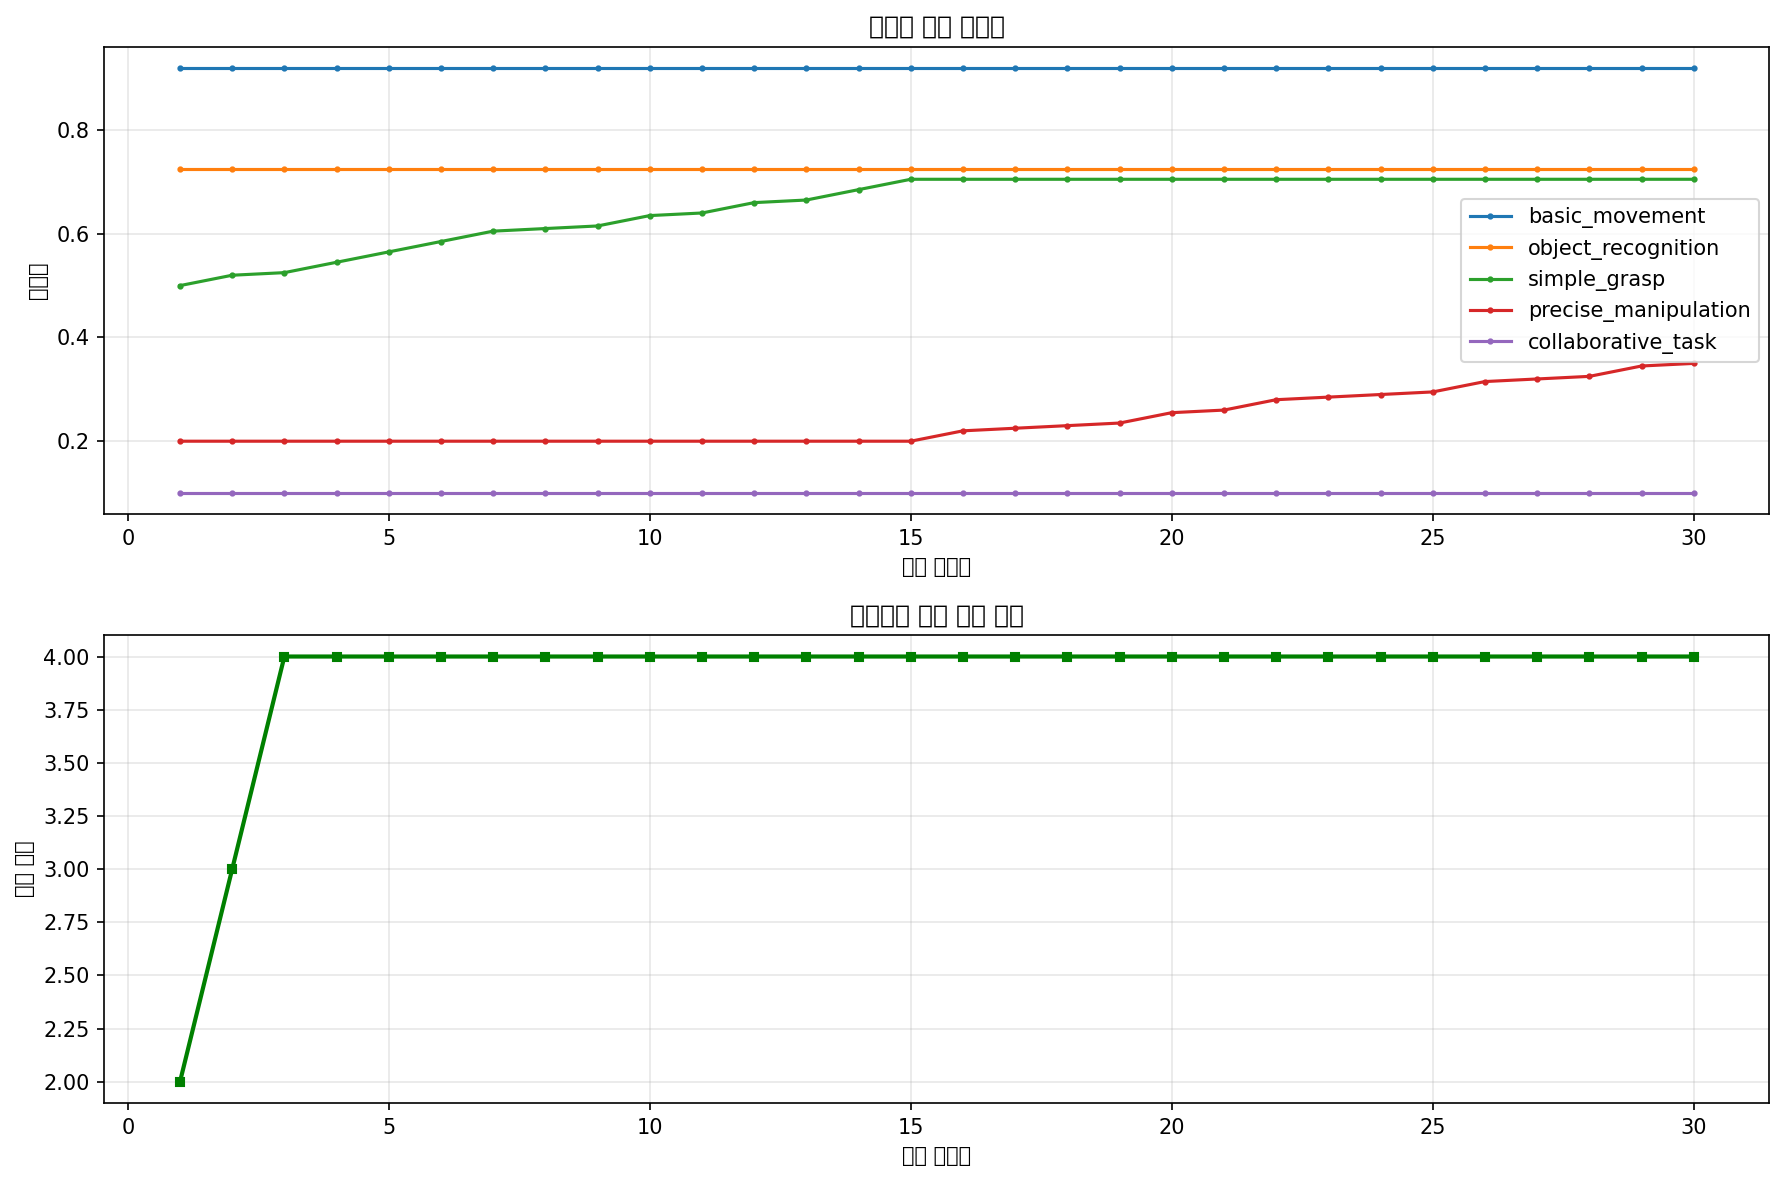 0.8
0.6
0.4
0.2
basic_movement
object_recognition
simple_grasp
precise_manipulation
collaborative_task
0 5 10 15 20 25 30
4.00
3.75
3.50
3.25
3.00
2.75
2.50
2.25
2.00
0 5 10 15 20 25 30